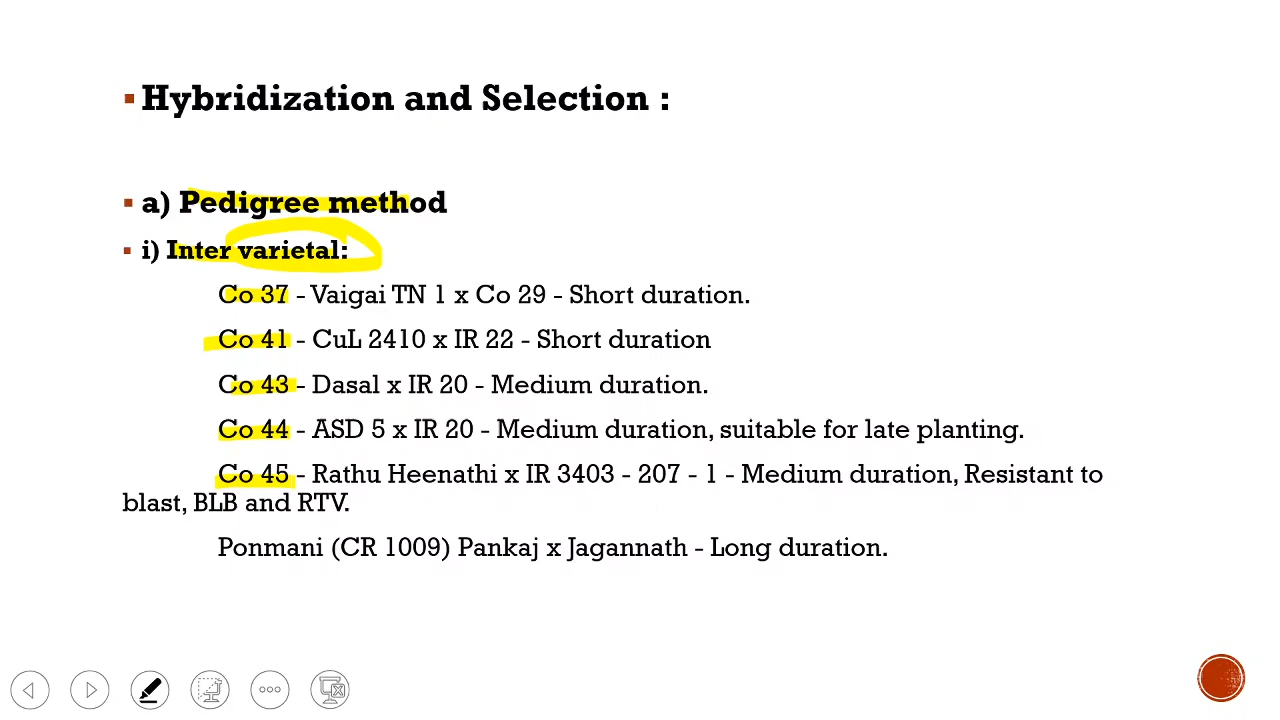 Hybridization and Selection :
a) Pedigree method
i) Inter varietal:
Co 37 - Vaigai TN 1 x Co 29 - Short duration.
Co 41 - CuL 2410 x IR 22 - Short duration
Co 43 - Dasal x IR 20 - Medium duration.
Co 44 - ASD 5 x IR 20 - Medium duration, suitable for late planting.
Co 45 - Rathu Heenathi x IR 3403 - 207 - 1 - Medium duration, Resistant to
blast, BLB and RTV.
Ponmani (CR 1009) Pankaj x Jagannath - Long duration.